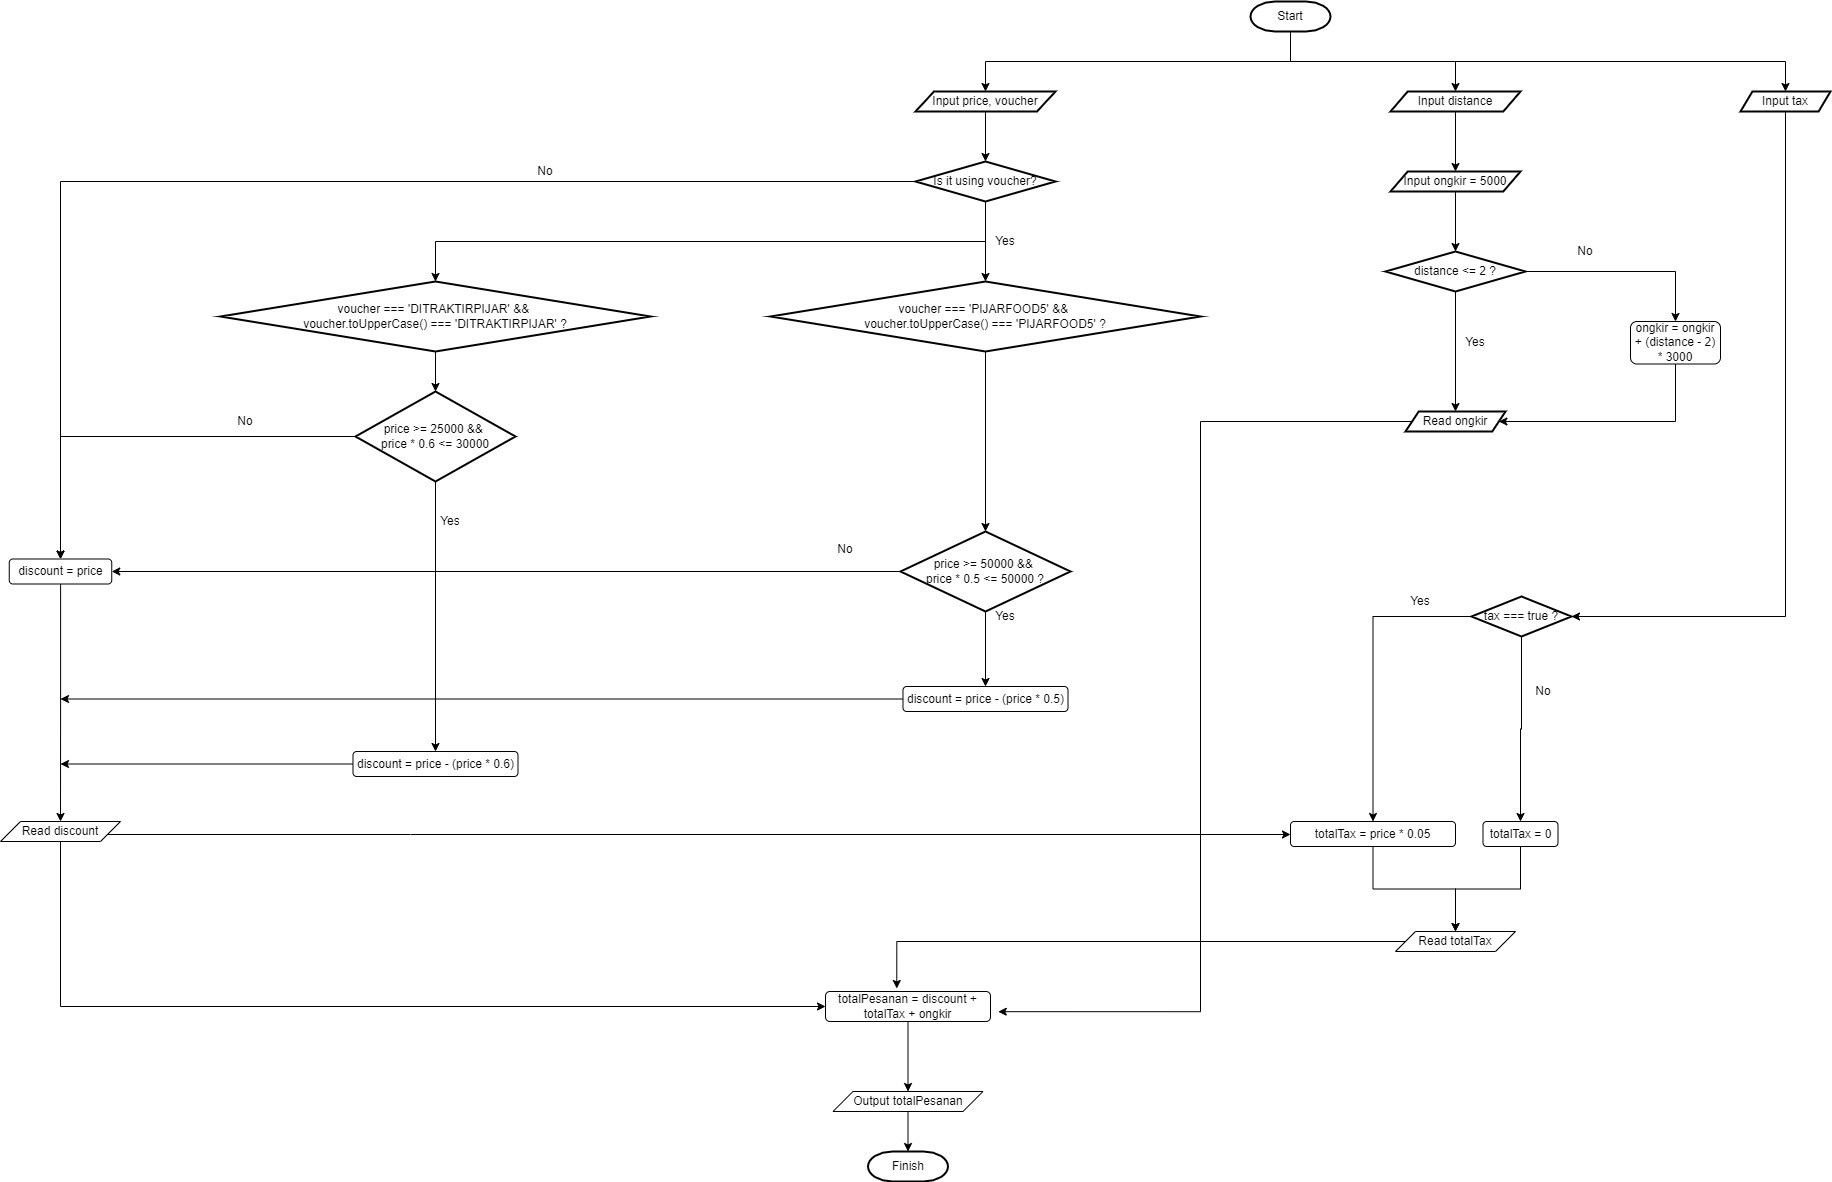 Start
Input price, voucher
Input distance
Input tax
No
Is it using voucher?
Input ongkir = 5000
Yes
No
distance <= 2 ?
voucher === 'DITRAKTIRPIJAR' &&
voucher.toUpperCase() === 'DITRAKTIRPIJAR' ?
voucher === 'PIJARFOOD5' &&
voucher.toUpperCase() === 'PIJARFOOD5' ?
Yes
ongkir = ongkir
+ (distance - 2)
* 3000
No
price >= 25000 &&
price * 0.6 <= 30000
Read ongkir
Yes
No
discount = price
price >= 50000 &&
price * 0.5 <= 50000 ?
Yes
Yes
tax === true ?
No
discount = price - (price * 0.5)
discount = price - (price * 0.6)
Read discount
totalTax = price * 0.05
totalTax = 0
Read totalTax
totalPesanan = discount +
totalTax + ongkir
Output totalPesanan
Finish